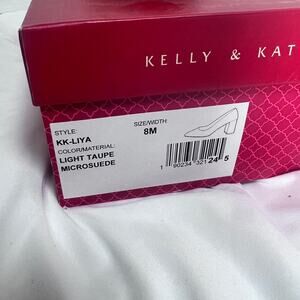 KELLY & KAT
STYLE:
KK-LIYA
COLOR/MATERIAL:
LIGHT TAUPE
MICROSUEDE
SIZE/WIDTH:
8M
1 90234 32124 5